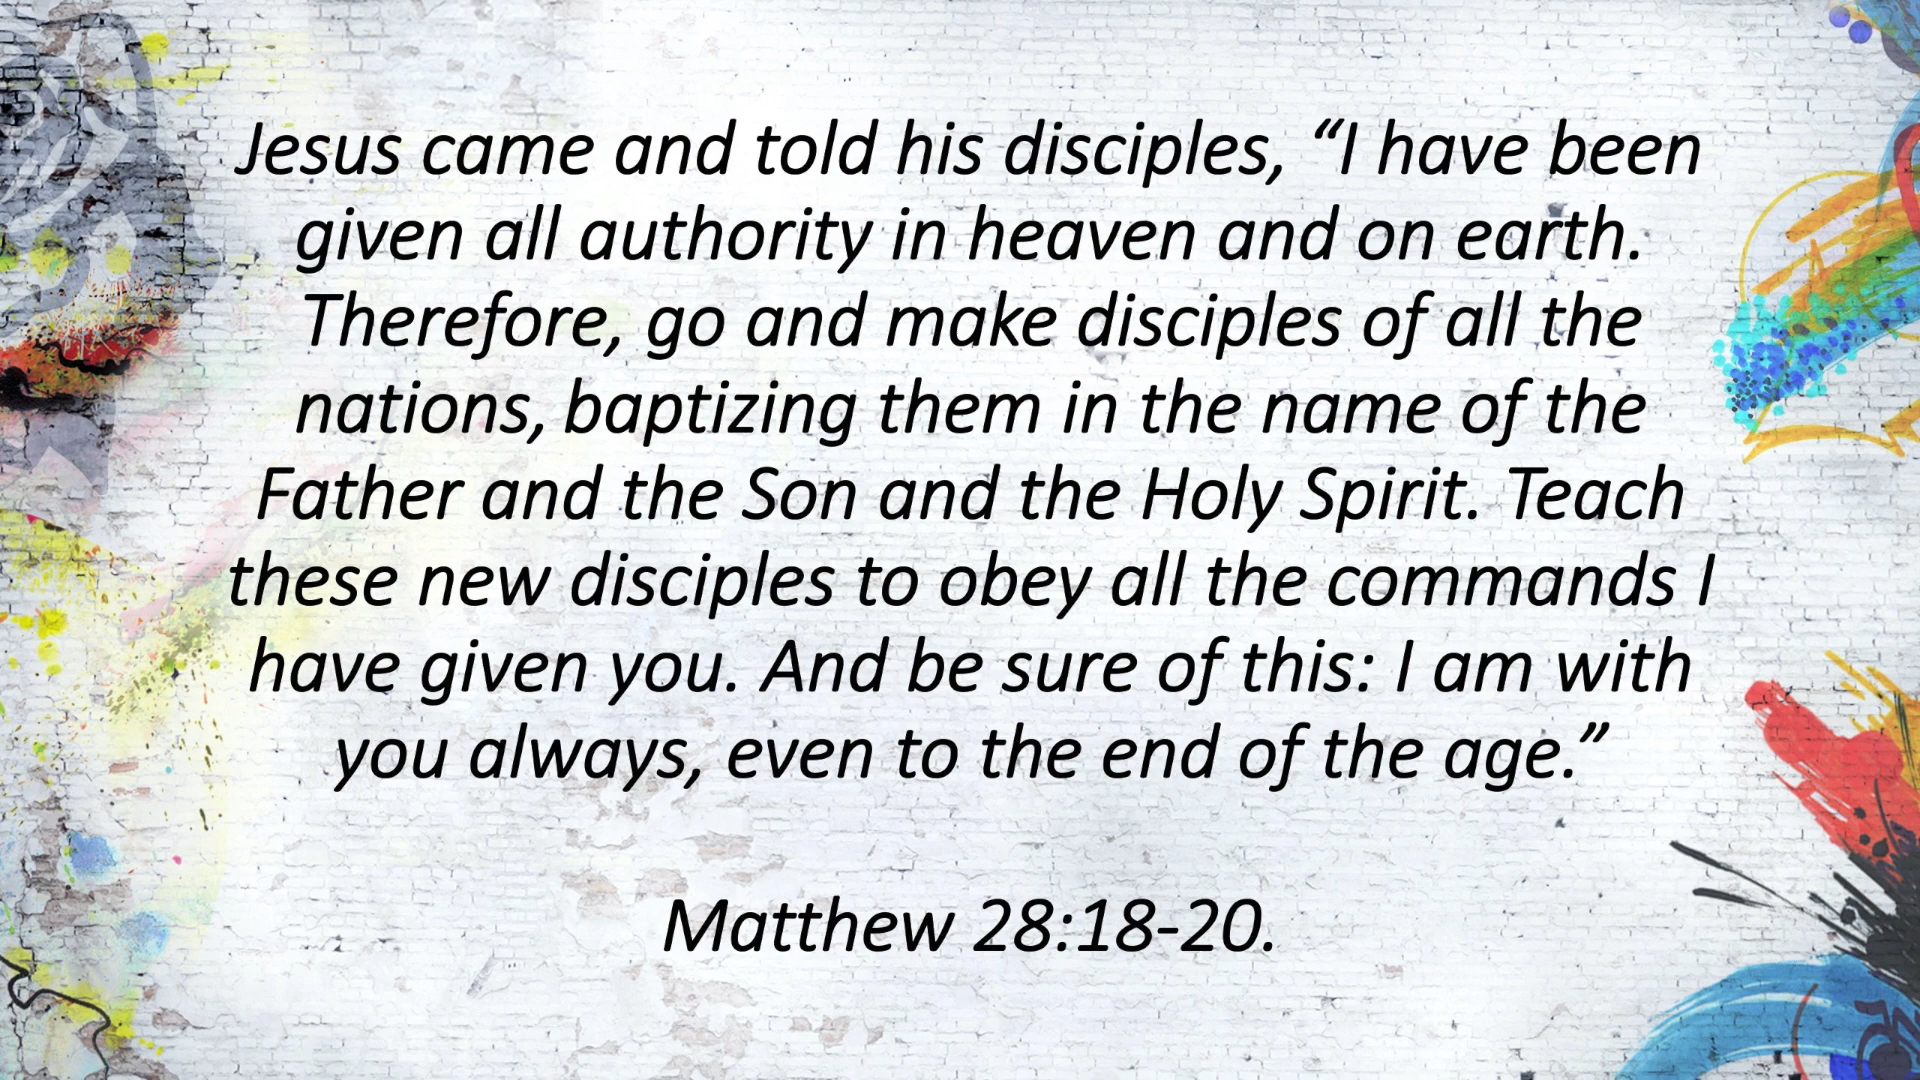 Jesus came and told his disciples, “I have been
given all authority in heaven and on earth.
Therefore, go and make disciples of all the
nations, baptizing them in the name of the
Father and the Son and the Holy Spirit. Teach
these new disciples to obey all the commands I
have given you. And be sure of this: I am with
you always, even to the end of the age.”
Matthew 28:18-20.